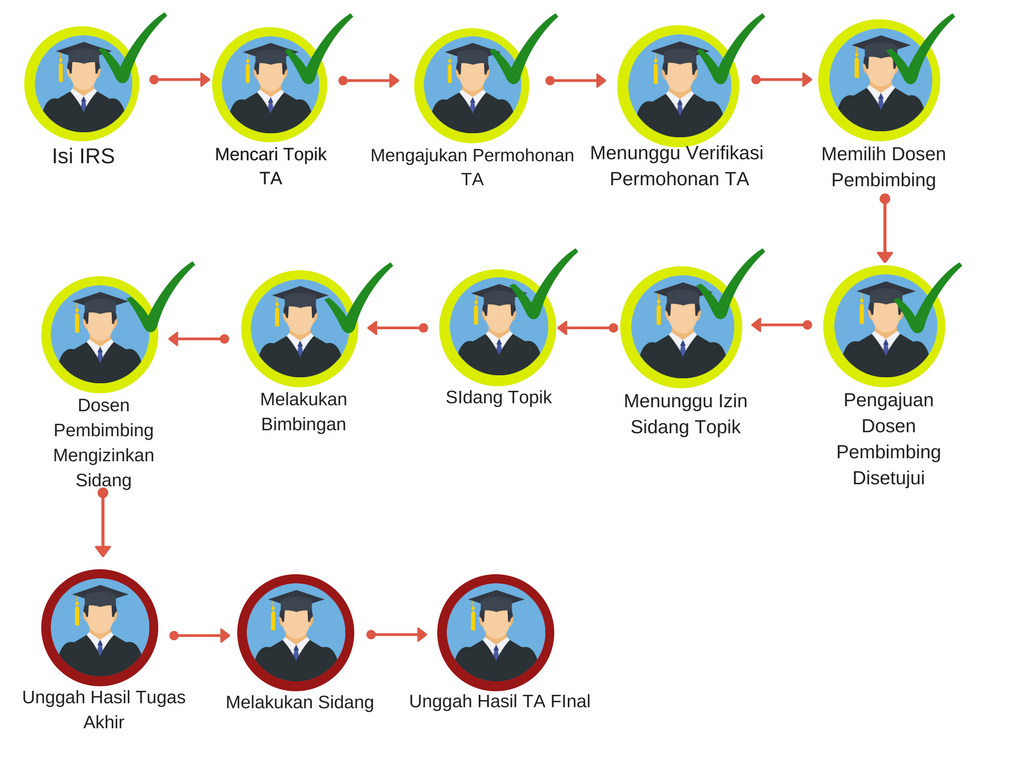 Isi IRS
Mencari Topik
TA
Mengajukan Permohonan
TA
Menunggu Verifikasi
Permohonan TA
Memilih Dosen
Pembimbing
Pengajuan
Dosen
Pembimbing
Disetujui
Menunggu Izin
Sidang Topik
SIdang Topik
Melakukan
Bimbingan
Dosen
Pembimbing
Mengizinkan
Sidang
Unggah Hasil Tugas
Akhir
Melakukan Sidang
Unggah Hasil TA FInal